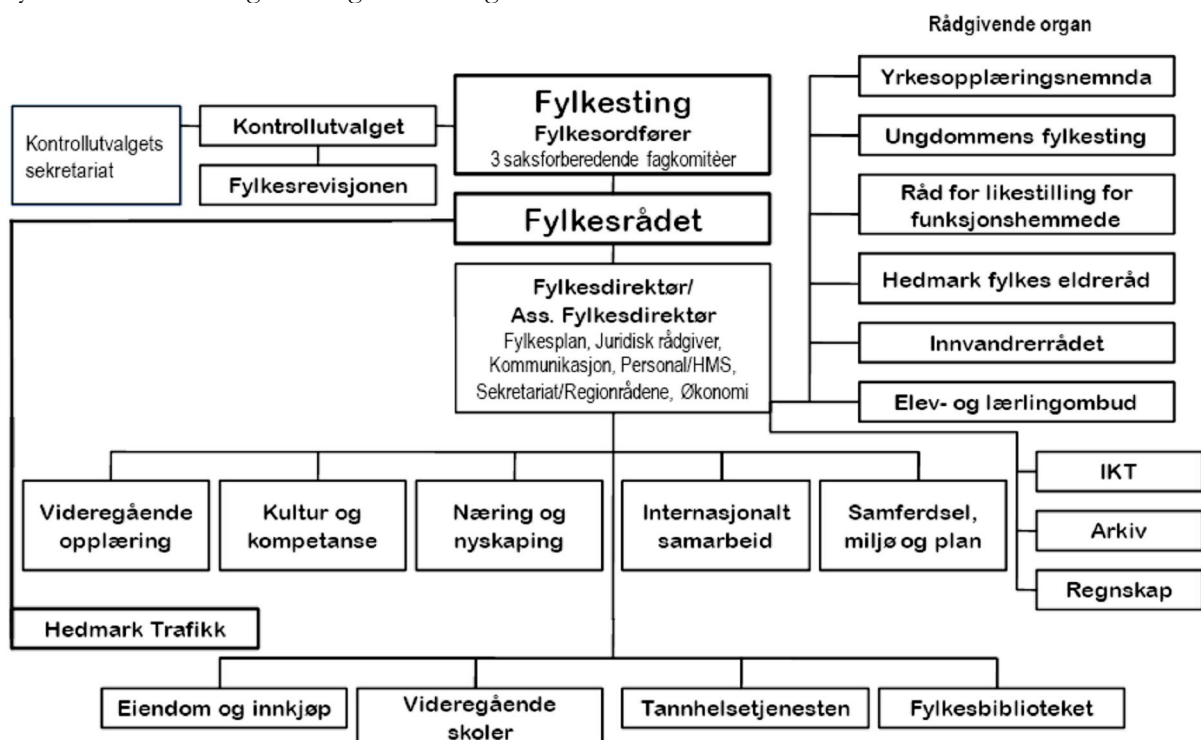 Rådgivende organ
Yrkesopplæringsnemnda
Ungdommens fylkesting
Råd for likestilling for
funksjonshemmede
Hedmark fylkes eldreråd
Innvandrerrådet
Elev- og lærlingombud
Fylkesting
Fylkesordfører
3 saksforberedende fagkomitèer
Kontrollutvalget
Kontrollutvalgets
sekretariat
Fylkesrevisjonen
Fylkesrådet
Fylkesdirektør/
Ass. Fylkesdirektør
Fylkesplan, Juridisk rådgiver,
Kommunikasjon, Personal/HMS,
Sekretariat/Regionrådene, Økonomi
IKT
Arkiv
Regnskap
Videregående
opplæring
Kultur og
kompetanse
Næring og
nyskaping
Internasjonalt
samarbeid
Samferdsel,
miljø og plan
Hedmark Trafikk
Eiendom og innkjøp
Videregående
skoler
Tannhelsetjenesten
Fylkesbiblioteket